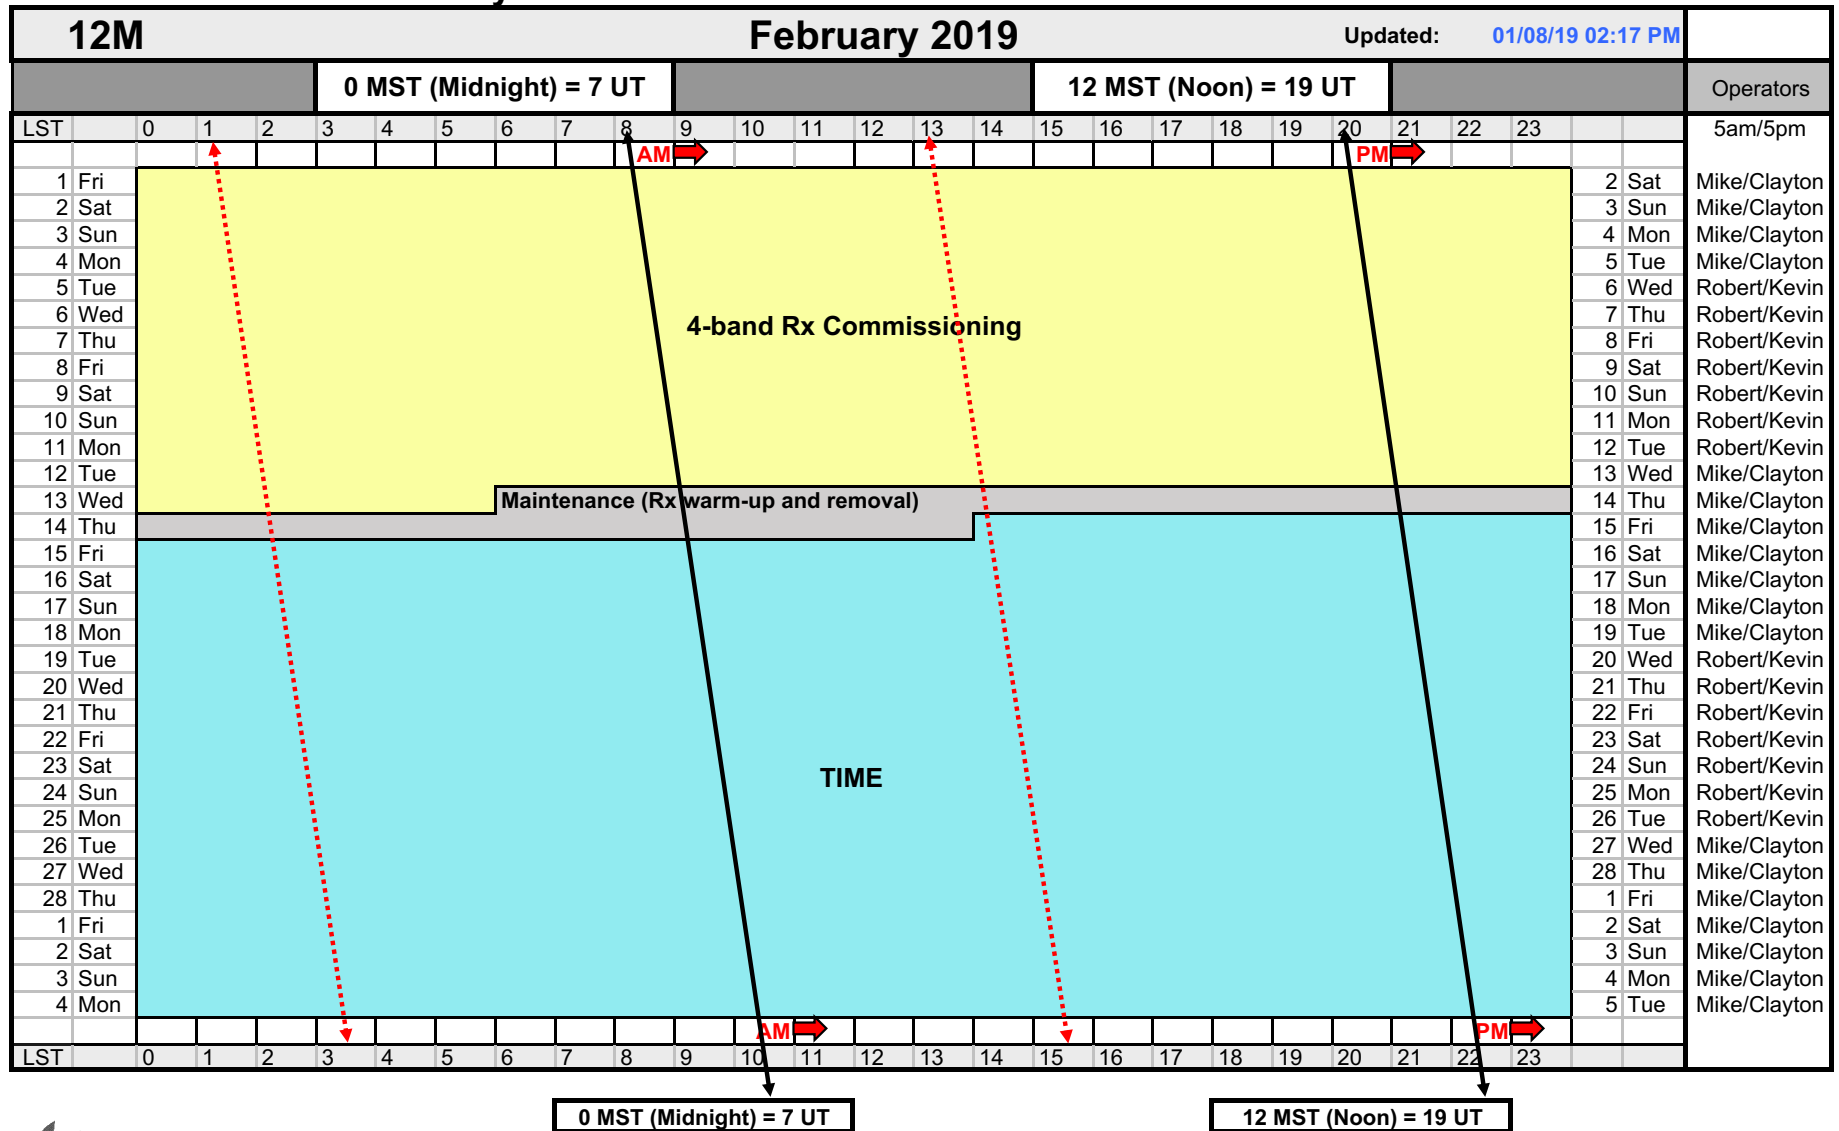 12M February 2019 Updated: 01/08/19 02:17 PM
0 MST (Midnight) = 7 UT 12 MST (Noon) = 19 UT Operators
LST 0 1 2 3 4 5 6 7 8 9 10 11 12 13 14 15 16 17 18 19 20 21 22 23 5am/5pm
AM PM
1 Fri 2 Sat Mike/Clayton
2 Sat 3 Sun Mike/Clayton
3 Sun 4 Mon Mike/Clayton
4 Mon 5 Tue Mike/Clayton
5 Tue 6 Wed Robert/Kevin
6 Wed 7 Thu Robert/Kevin
4-band Rx Commissioning
7 Thu 8 Fri Robert/Kevin
8 Fri 9 Sat Robert/Kevin
9 Sat 10 Sun Robert/Kevin
10 Sun 11 Mon Robert/Kevin
11 Mon 12 Tue Robert/Kevin
12 Tue 13 Wed Mike/Clayton
13 Wed Maintenance (Rx warm-up and removal) 14 Thu Mike/Clayton
14 Thu 15 Fri Mike/Clayton
15 Fri 16 Sat Mike/Clayton
16 Sat 17 Sun Mike/Clayton
17 Sun 18 Mon Mike/Clayton
18 Mon 19 Tue Mike/Clayton
19 Tue 20 Wed Robert/Kevin
20 Wed 21 Thu Robert/Kevin
21 Thu 22 Fri Robert/Kevin
22 Fri 23 Sat Robert/Kevin
23 Sat 24 Sun Robert/Kevin
TIME
24 Sun 25 Mon Robert/Kevin
25 Mon 26 Tue Robert/Kevin
26 Tue 27 Wed Mike/Clayton
27 Wed 28 Thu Mike/Clayton
28 Thu 1 Fri Mike/Clayton
1 Fri 2 Sat Mike/Clayton
2 Sat 3 Sun Mike/Clayton
3 Sun 4 Mon Mike/Clayton
4 Mon 5 Tue Mike/Clayton
AM PM
LST 0 1 2 3 4 5 6 7 8 9 10 11 12 13 14 15 16 17 18 19 20 21 22 23
0 MST (Midnight) = 7 UT 12 MST (Noon) = 19 UT